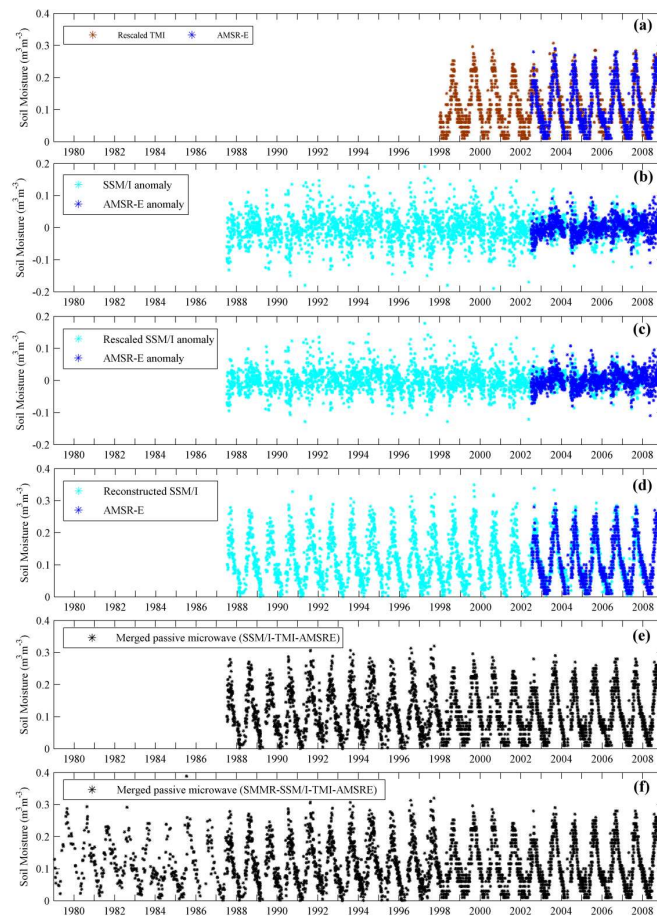 (a)
Rescaled TMI AMSR-E
Soil Moisture (m³m⁻³)
0.4
0.3
0.2
0.1
0
1980 1982 1984 1986 1988 1990 1992 1994 1996 1998 2000 2002 2004 2006 2008
(b)
SSM/I anomaly
AMSR-E anomaly
Soil Moisture (m³m⁻³)
0.2
0.1
0
-0.1
-0.2
1980 1982 1984 1986 1988 1990 1992 1994 1996 1998 2000 2002 2004 2006 2008
(c)
Rescaled SSM/I anomaly
AMSR-E anomaly
Soil Moisture (m³m⁻³)
0.2
0.1
0
-0.1
-0.2
1980 1982 1984 1986 1988 1990 1992 1994 1996 1998 2000 2002 2004 2006 2008
(d)
Reconstructed SSM/I
AMSR-E
Soil Moisture (m³m⁻³)
0.4
0.3
0.2
0.1
0
1980 1982 1984 1986 1988 1990 1992 1994 1996 1998 2000 2002 2004 2006 2008
(e)
Merged passive microwave (SSM/I-TMI-AMSRE)
Soil Moisture (m³m⁻³)
0.4
0.3
0.2
0.1
0
1980 1982 1984 1986 1988 1990 1992 1994 1996 1998 2000 2002 2004 2006 2008
(f)
Merged passive microwave (SMMR-SSM/I-TMI-AMSRE)
Soil Moisture (m³m⁻³)
0.4
0.3
0.2
0.1
0
1980 1982 1984 1986 1988 1990 1992 1994 1996 1998 2000 2002 2004 2006 2008